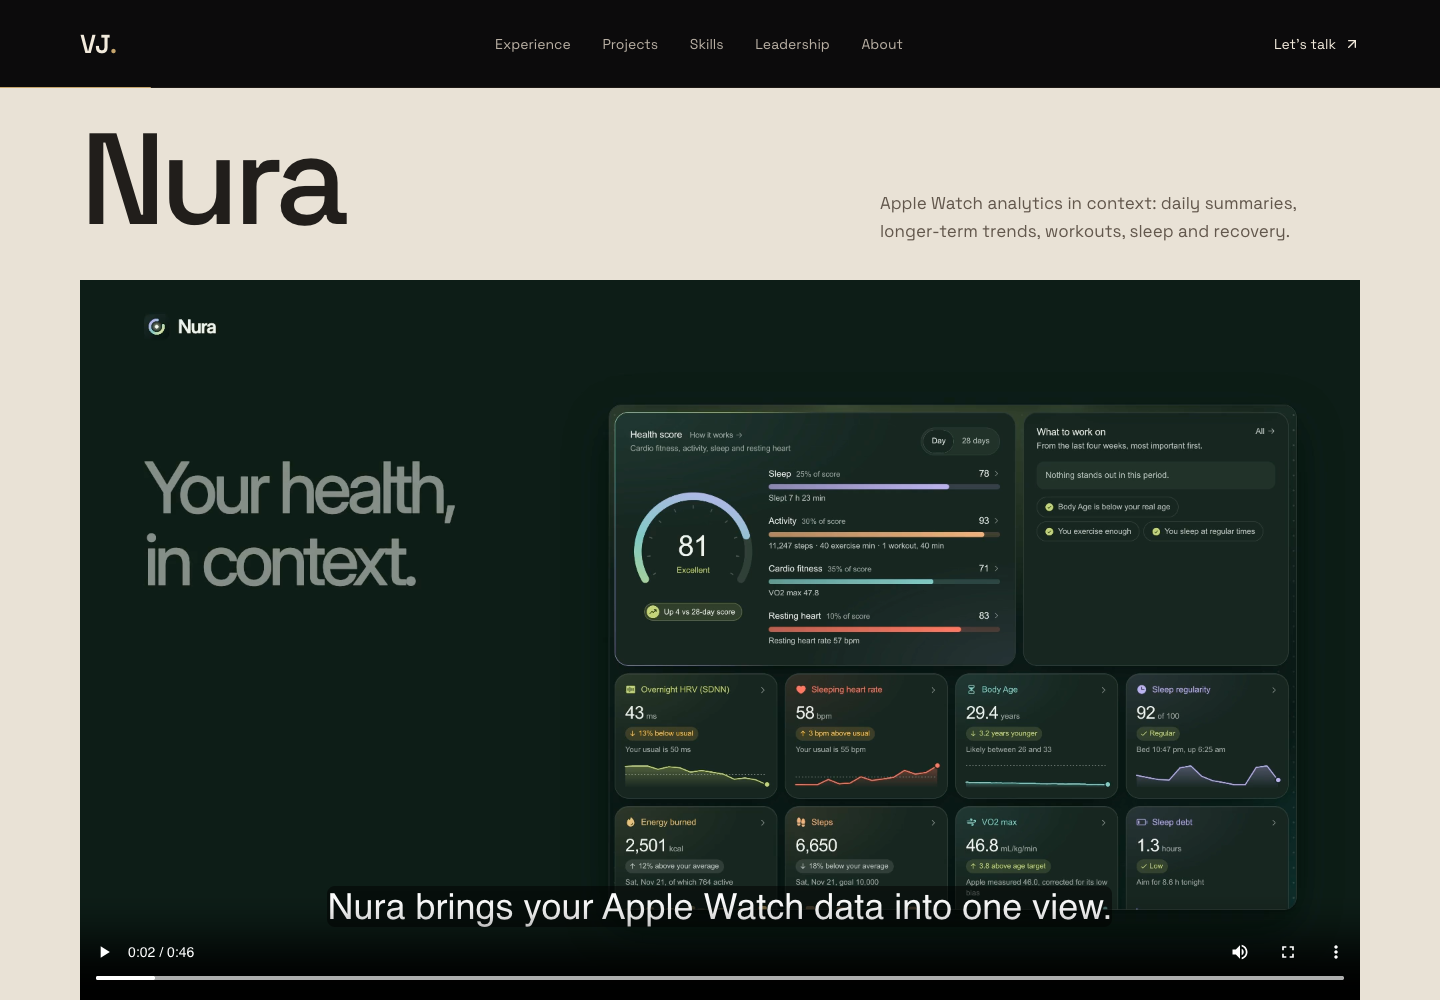 VJ.
Experience
Projects
Skills
Leadership
About
Let's talk
Nura
Apple Watch analytics in context: daily summaries,
longer-term trends, workouts, sleep and recovery.
Nura
Your health,
in context.
Health score How it works →
Cardio fitness, activity, sleep and resting heart
Day 28 days
81
Excellent
Up 4 vs 28-day score
Sleep 25% of score 78
Slept 7 h 23 min
Activity 30% of score 93
11,247 steps · 40 exercise min · 1 workout, 40 min
Cardio fitness 35% of score 71
VO2 max 47.8
Resting heart 10% of score 83
Resting heart rate 57 bpm
What to work on All →
From the last four weeks, most important first.
Nothing stands out in this period.
Body Age is below your real age
You exercise enough You sleep at regular times
Overnight HRV (SDNN)
43 ms
↓ 13% below usual
Your usual is 50 ms
Sleeping heart rate
58 bpm
↑ 3 bpm above usual
Your usual is 55 bpm
Body Age
29.4 years
↓ 3.2 years younger
Likely between 26 and 33
Sleep regularity
92 of 100
Regular
Bed 10:47 pm, up 6:25 am
Energy burned
2,501 kcal
↑ 12% above your average
Sat, Nov 21, of which 764 active
Steps
6,650
↓ 18% below your average
Sat, Nov 21, goal 10,000
VO2 max
46.8 mL/kg/min
↑ 3.8 above age target
Apple measured 46.0, corrected for its low
bias
Sleep debt
1.3 hours
Low
Aim for 8.6 h tonight
Nura brings your Apple Watch data into one view.
0:02 / 0:46